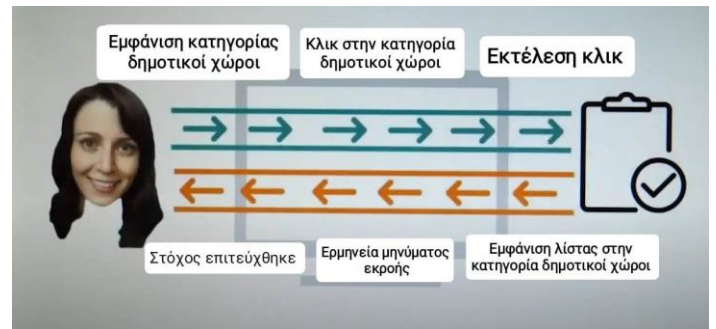 Εμφάνιση κατηγορίας
δημοτικοί χώροι
Κλικ στην κατηγορία
δημοτικοί χώροι
Εκτέλεση κλικ
Στόχος επιτεύχθηκε
Ερμηνεία μηνύματος
εκροής
Εμφάνιση λίστας στην
κατηγορία δημοτικοί χώροι